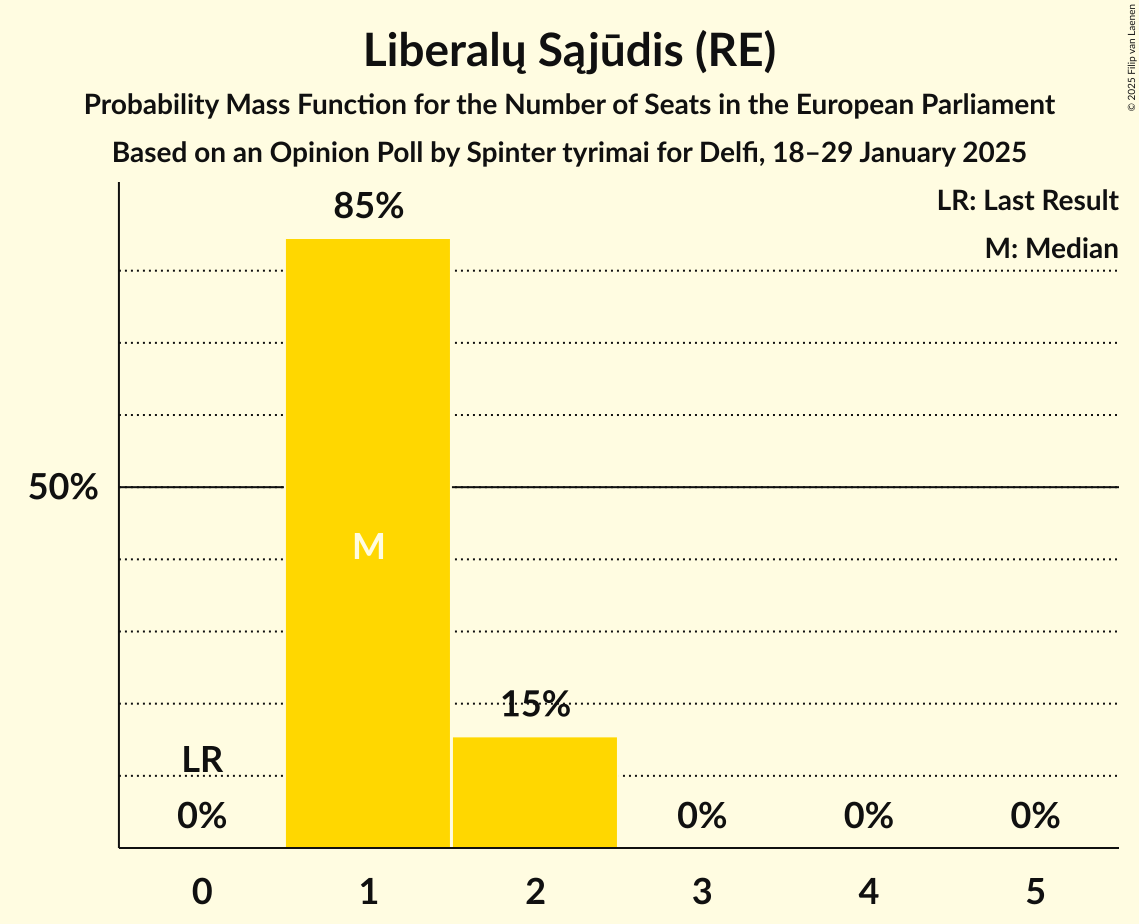 Liberalų Sąjūdis (RE)
Probability Mass Function for the Number of Seats in the European Parliament
Based on an Opinion Poll by Spinter tyrimai for Delfi, 18–29 January 2025
© 2025 Filip van Laenen
LR: Last Result
M: Median
85%
50%
M
15%
LR
0%
0%
0%
0%
0
1
2
3
4
5